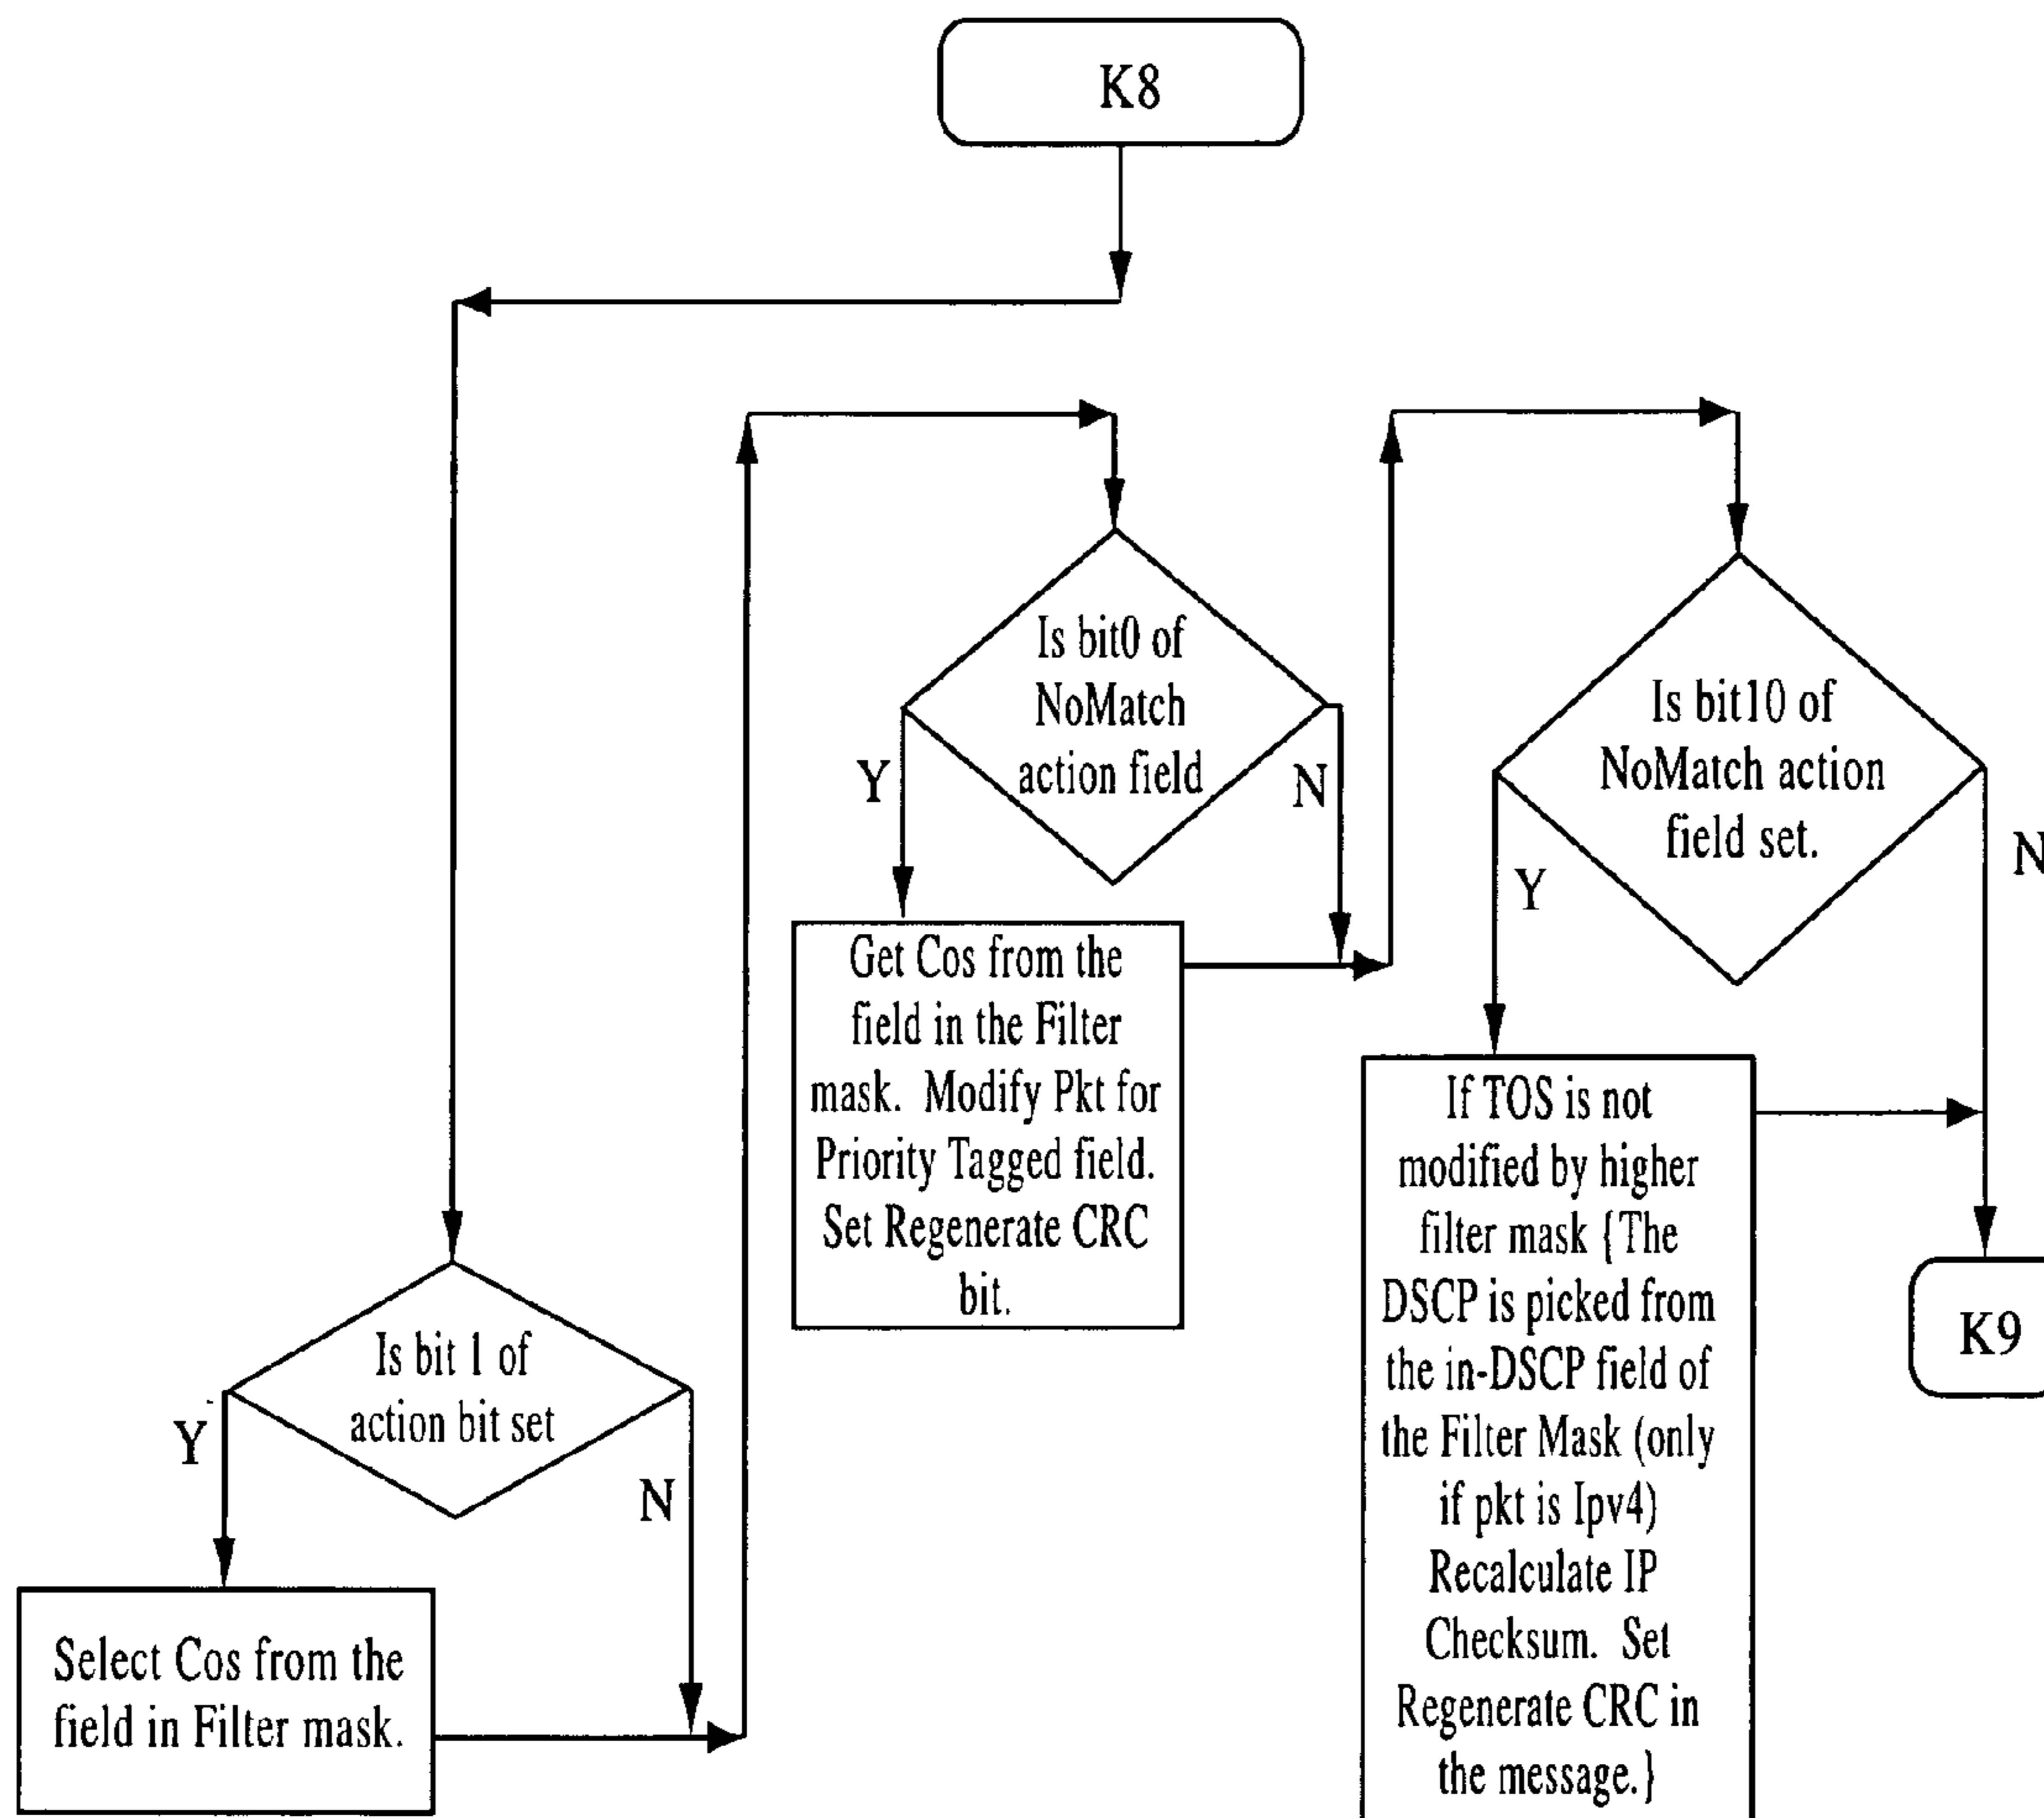 K8
Is bit 1 of
action bit set
Y
N
Select Cos from the
field in Filter mask.
Is bit0 of
NoMatch
action field
Y
N
Get Cos from the
field in the Filter
mask. Modify Pkt for
Priority Tagged field.
Set Regenerate CRC
bit.
Is bit10 of
NoMatch action
field set.
Y
N
If TOS is not
modified by higher
filter mask {The
DSCP is picked from
the in-DSCP field of
the Filter Mask (only
if pkt is Ipv4)
Recalculate IP
Checksum. Set
Regenerate CRC in
the message.}
K9